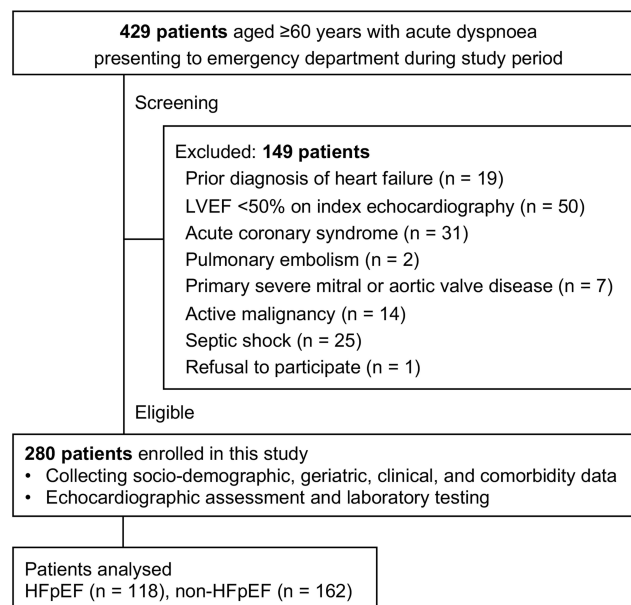 429 patients aged ≥60 years with acute dyspnoea
presenting to emergency department during study period
Screening
Excluded: 149 patients
Prior diagnosis of heart failure (n = 19)
LVEF <50% on index echocardiography (n = 50)
Acute coronary syndrome (n = 31)
Pulmonary embolism (n = 2)
Primary severe mitral or aortic valve disease (n = 7)
Active malignancy (n = 14)
Septic shock (n = 25)
Refusal to participate (n = 1)
Eligible
280 patients enrolled in this study
• Collecting socio-demographic, geriatric, clinical, and comorbidity data
• Echocardiographic assessment and laboratory testing
Patients analysed
HFpEF (n = 118), non-HFpEF (n = 162)